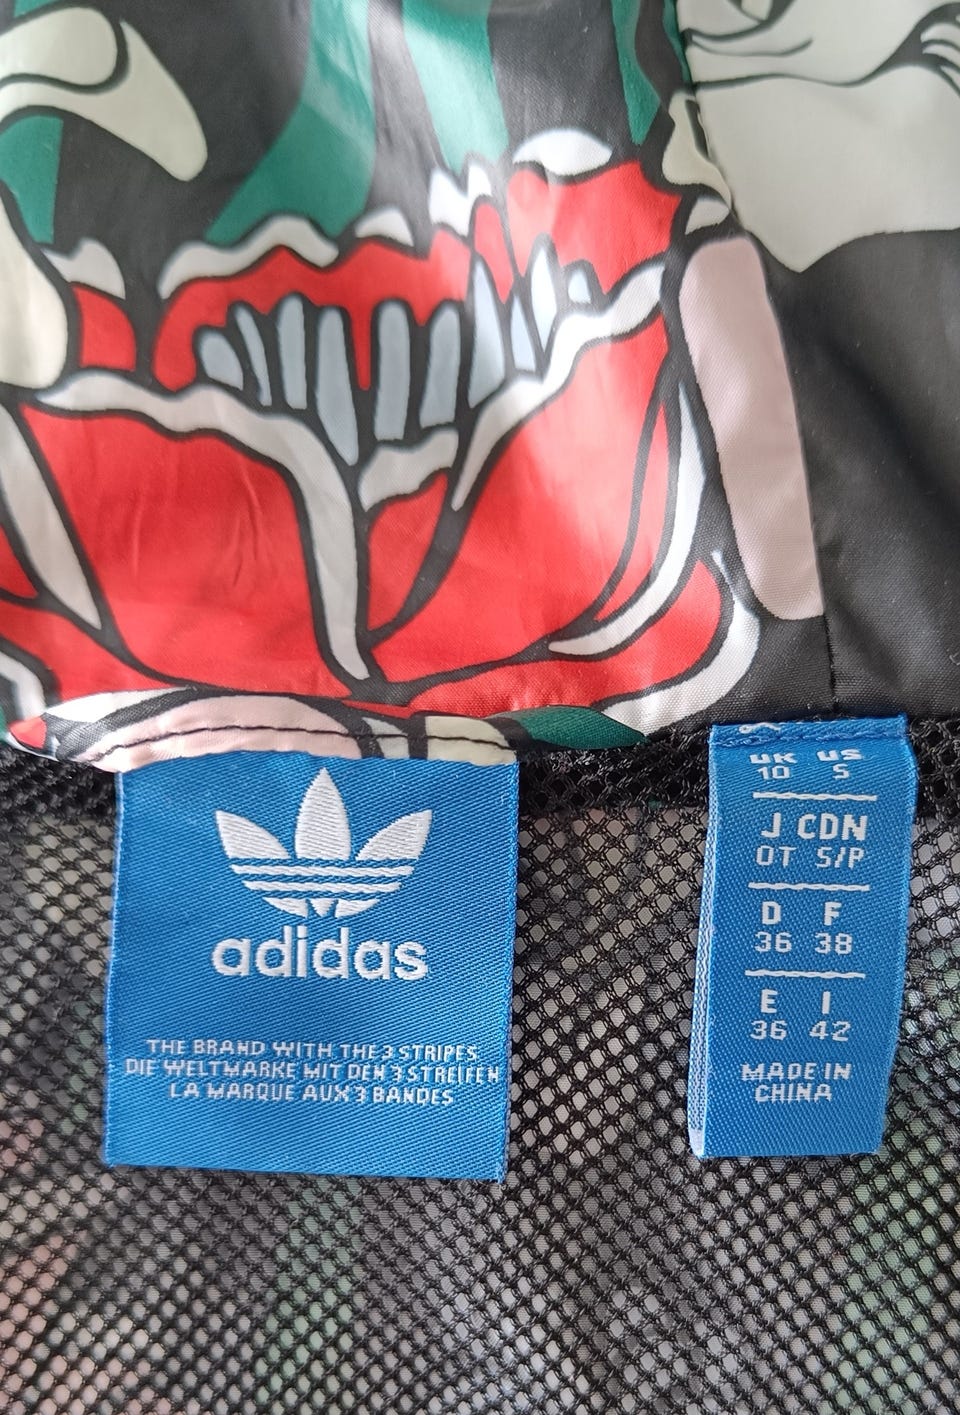 adidas
THE BRAND WITH THE 3 STRIPES
DIE WELTMARKE MIT DEN 3 STREIFEN
LA MARQUE AUX 3 BANDES
UK US
10 S
J CDN
OT S/P
D F
36 38
E I
36 42
MADE IN
CHINA